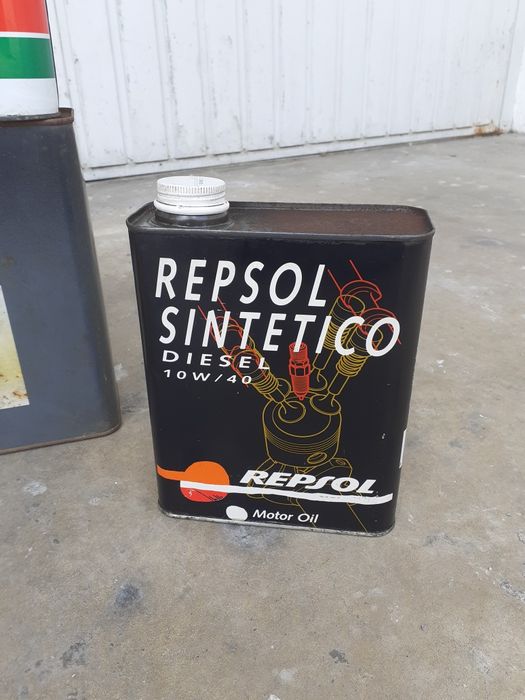 REPSOL
SINTETICO
DIESEL
10W/40
REPSOL
Motor Oil